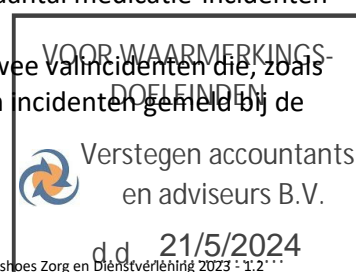 aantal medicatie-incidenten
VOOR WAARMERKINGS-
wee valincidenten die, zoals
DOELEINDEN
n incidenten gemeld bij de
Verstegen accountants
en adviseurs B.V.
d.d. 21/5/2024
shoes Zorg en Dienstverlening 2023 - 1.2